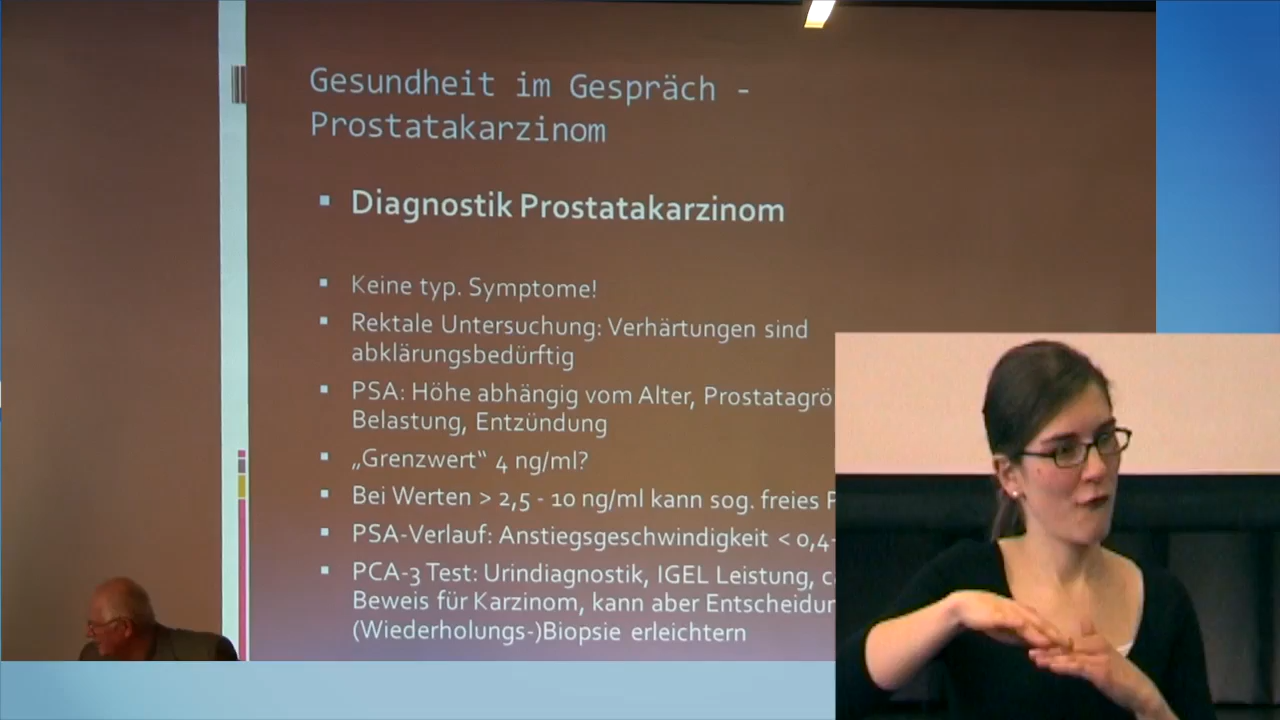 Gesundheit im Gespräch -
Prostatakarzinom
Diagnostik Prostatakarzinom
Keine typ. Symptome!
Rektale Untersuchung: Verhärtungen sind
abklärungsbedürftig
PSA: Höhe abhängig vom Alter,
Belastung, Entzündung
„Grenzwert“ 4 ng/ml?
Bei Werten > 2,5 - 10 ng/ml kann sog. freies
PSA-Verlauf: Anstiegsgeschwindigkeit < 0,4-
PCA-3 Test: Urindiagnostik, IGEL Leistung,
Beweis für Karzinom, kann aber
(Wiederholungs-)Biopsie erleichtern